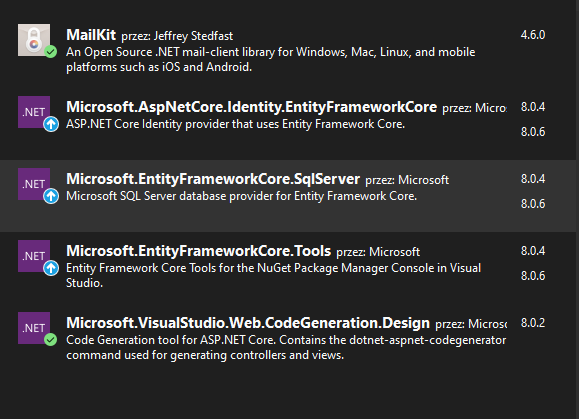 MailKit przez: Jeffrey Stedfast 4.6.0
An Open Source .NET mail-client library for Windows, Mac, Linux, and mobile
platforms such as iOS and Android.
.NET Microsoft.AspNetCore.Identity.EntityFrameworkCore przez: Micros 8.0.4
ASP.NET Core Identity provider that uses Entity Framework Core. 8.0.6
.NET Microsoft.EntityFrameworkCore.SqlServer przez: Microsoft 8.0.4
Microsoft SQL Server database provider for Entity Framework Core. 8.0.6
.NET Microsoft.EntityFrameworkCore.Tools przez: Microsoft 8.0.4
Entity Framework Core Tools for the NuGet Package Manager Console in Visual 8.0.6
Studio.
.NET Microsoft.VisualStudio.Web.CodeGeneration.Design przez: Microsc 8.0.2
Code Generation tool for ASP.NET Core. Contains the dotnet-aspnet-codegenerator
command used for generating controllers and views.